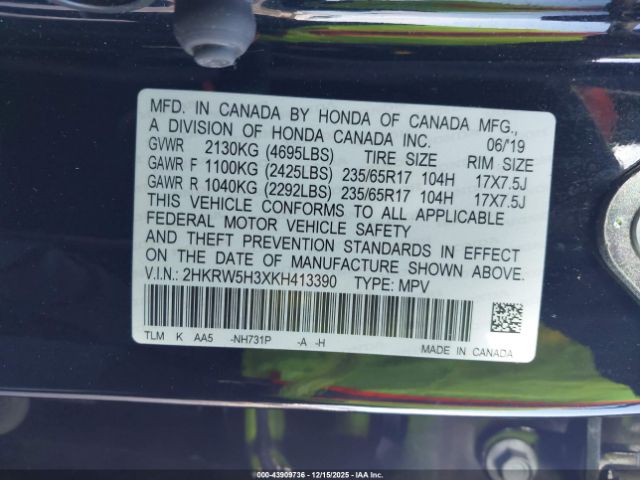 MFD. IN CANADA BY HONDA OF CANADA MFG.,
A DIVISION OF HONDA CANADA INC. 06/'19
GVWR 2130KG (4695LBS) TIRE SIZE RIM SIZE
GAWR F 1100KG (2425LBS) 235/65R17 104H 17X7.5J
GAWR R 1040KG (2292LBS) 235/65R17 104H 17X7.5J
THIS VEHICLE CONFORMS TO ALL APPLICABLE
FEDERAL MOTOR VEHICLE SAFETY
AND THEFT PREVENTION STANDARDS IN EFFECT
ON THE DATE OF MANUFACTURE SHOWN ABOVE.
V.I.N.: 2HKRW5H3XKH413390 TYPE: MPV
TLM K AA5 -NH731P -A -H
MADE IN CANADA
000-43909736 - 12/15/2025 - IAA Inc.